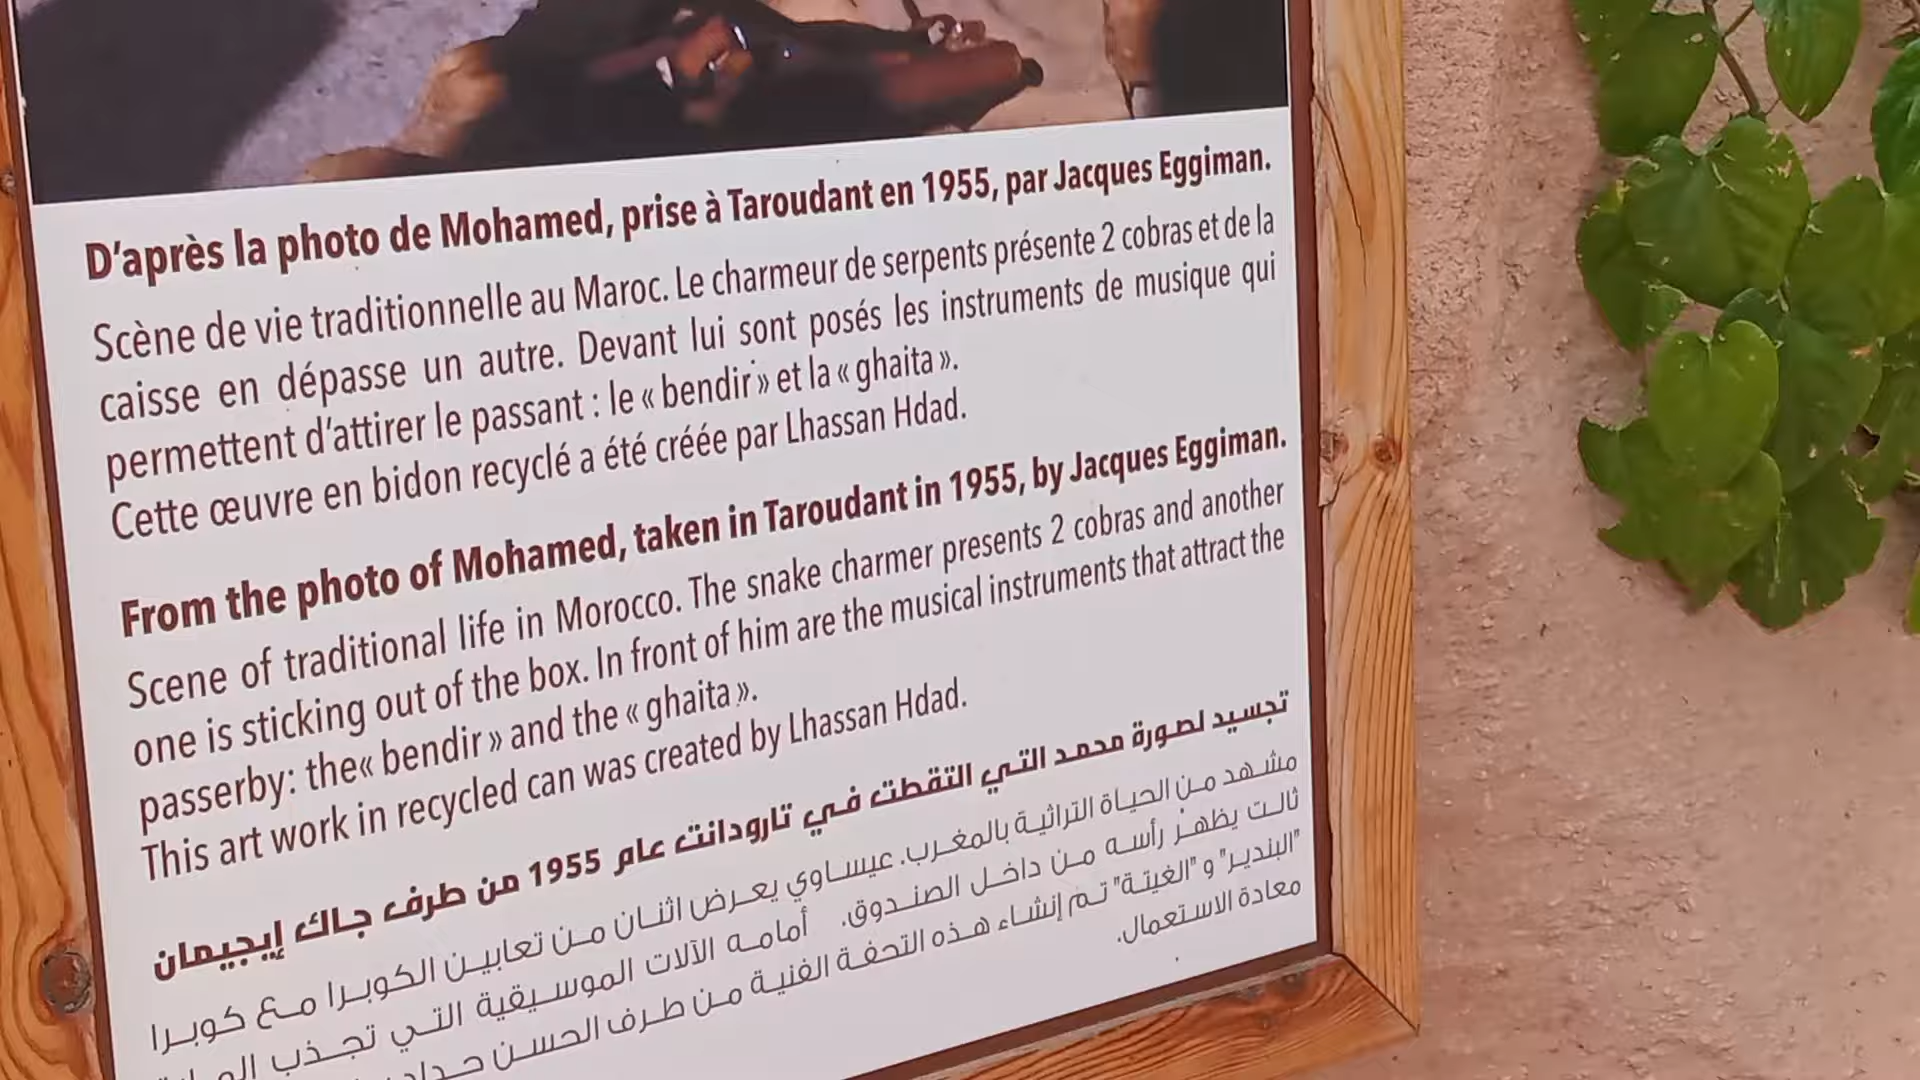 D'après la photo de Mohamed, prise à Taroudant en 1955, par Jacques Eggiman.
Scène de vie traditionnelle au Maroc. Le charmeur de serpents présente 2 cobras et de la
caisse en dépasse un autre. Devant lui sont posés les instruments de musique qui
permettent d'attirer le passant : le « bendir » et la « ghaita ».
Cette œuvre en bidon recyclé a été créée par Lhassan Hdad.
From the photo of Mohamed, taken in Taroudant in 1955, by Jacques Eggiman.
Scene of traditional life in Morocco. The snake charmer presents 2 cobras and another
one is sticking out of the box. In front of him are the musical instruments that attract the
passerby: the« bendir » and the « ghaita ».
This art work in recycled can was created by Lhassan Hdad.
تجسيد لصورة محمد التي التقطت في تارودانت عام 1955 من طرف جاك إيجيمان
مشهد من الحياة التراثية بالمغرب. عيساوي يعرض اثنان من تعابين الكوبرا مع كوبرا
ثالت يظهر رأسه من داخل الصندوق. أمامه الآلات الموسيقية التي تجذب
"البندير" و "الغيتة" تم إنشاء هذه التحفة الفنية من طرف الحسن
معادة الاستعمال.